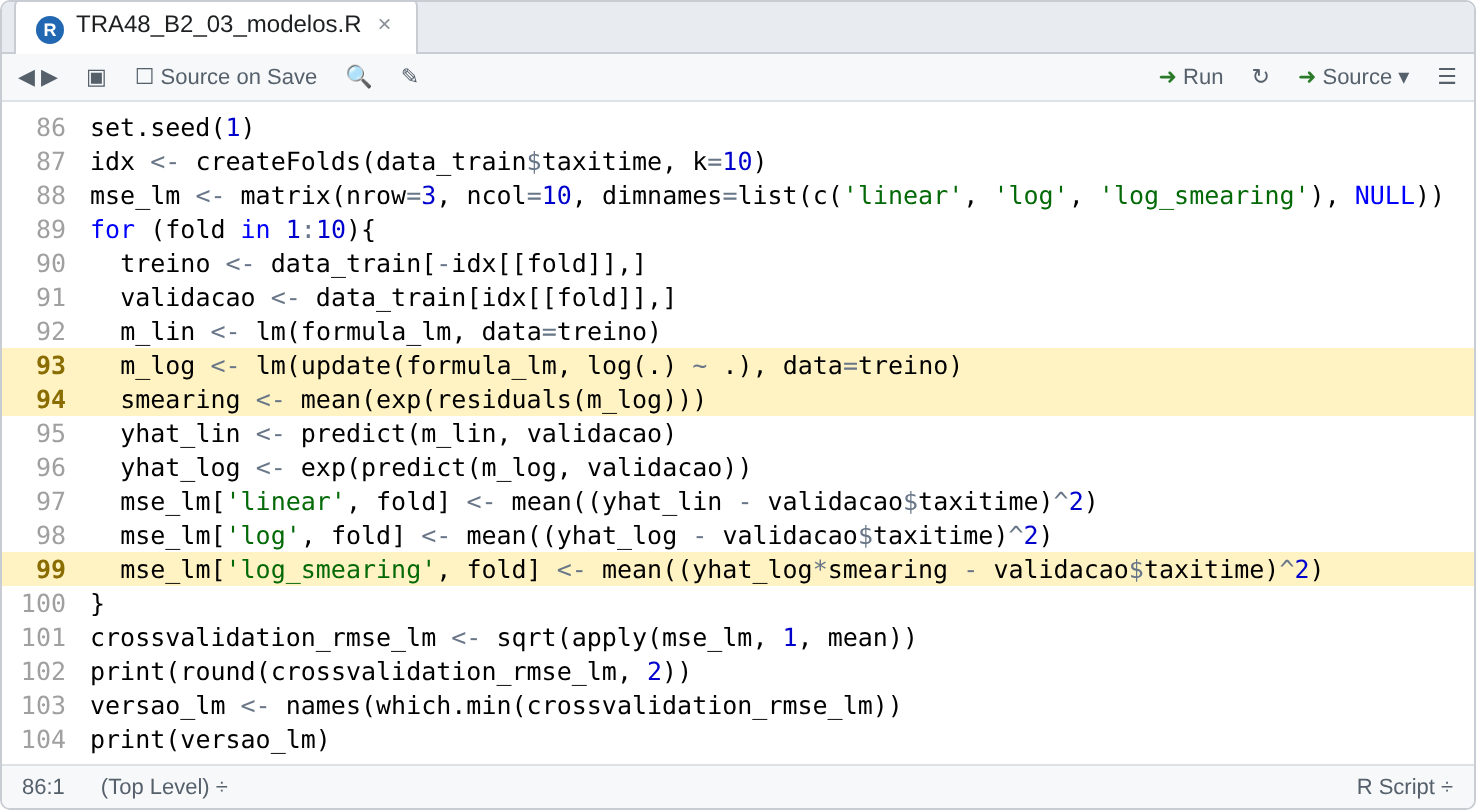 R TRA48_B2_03_modelos.R ×
◀ ▶ ▣ ☐ Source on Save 🔍 ✎ ➔ Run ↻ ➔ Source ▾ ☰
86 set.seed(1)
87 idx <- createFolds(data_train$taxitime, k=10)
88 mse_lm <- matrix(nrow=3, ncol=10, dimnames=list(c('linear', 'log', 'log_smearing'), NULL))
89 for (fold in 1:10){
90   treino <- data_train[-idx[[fold]],]
91   validacao <- data_train[idx[[fold]],]
92   m_lin <- lm(formula_lm, data=treino)
93   m_log <- lm(update(formula_lm, log(.) ~ .), data=treino)
94   smearing <- mean(exp(residuals(m_log)))
95   yhat_lin <- predict(m_lin, validacao)
96   yhat_log <- exp(predict(m_log, validacao))
97   mse_lm['linear', fold] <- mean((yhat_lin - validacao$taxitime)^2)
98   mse_lm['log', fold] <- mean((yhat_log - validacao$taxitime)^2)
99   mse_lm['log_smearing', fold] <- mean((yhat_log*smearing - validacao$taxitime)^2)
100 }
101 crossvalidation_rmse_lm <- sqrt(apply(mse_lm, 1, mean))
102 print(round(crossvalidation_rmse_lm, 2))
103 versao_lm <- names(which.min(crossvalidation_rmse_lm))
104 print(versao_lm)
86:1 (Top Level) ÷ R Script ÷